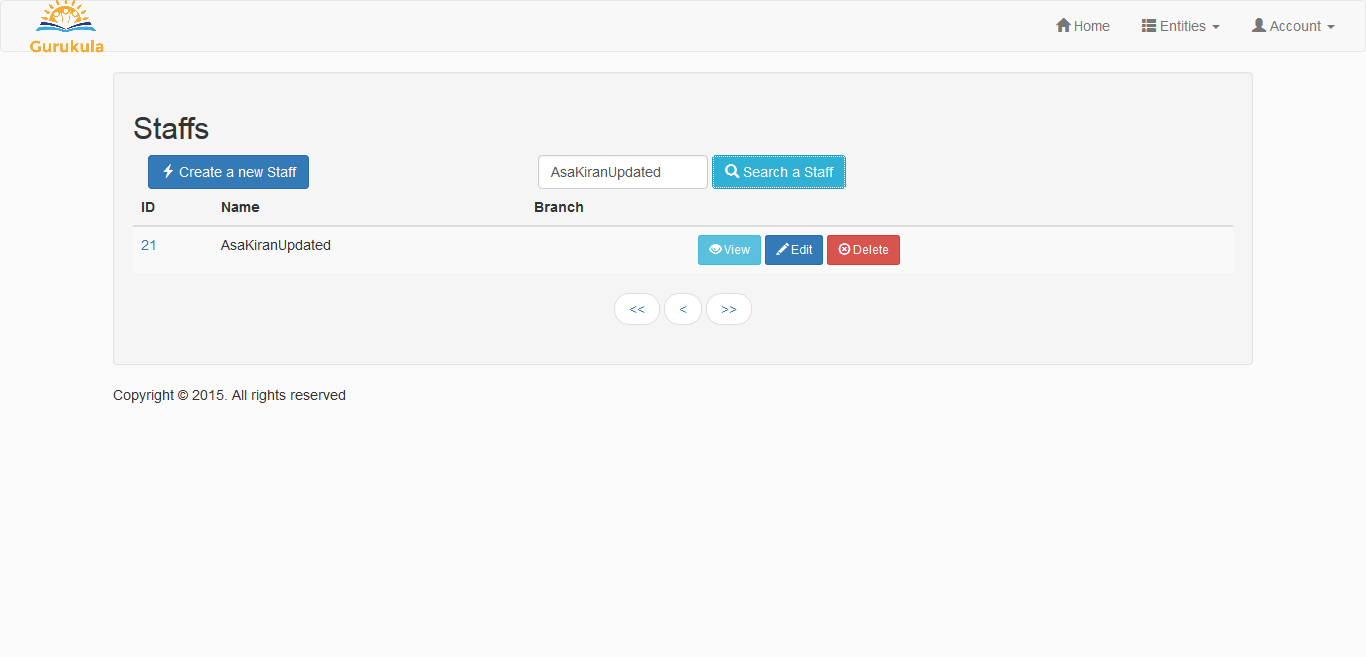 Gurukula
Home Entities Account
Staffs
Create a new Staff AsaKiranUpdated Search a Staff
ID Name Branch
21 AsaKiranUpdated View Edit Delete
<< < >>
Copyright © 2015. All rights reserved